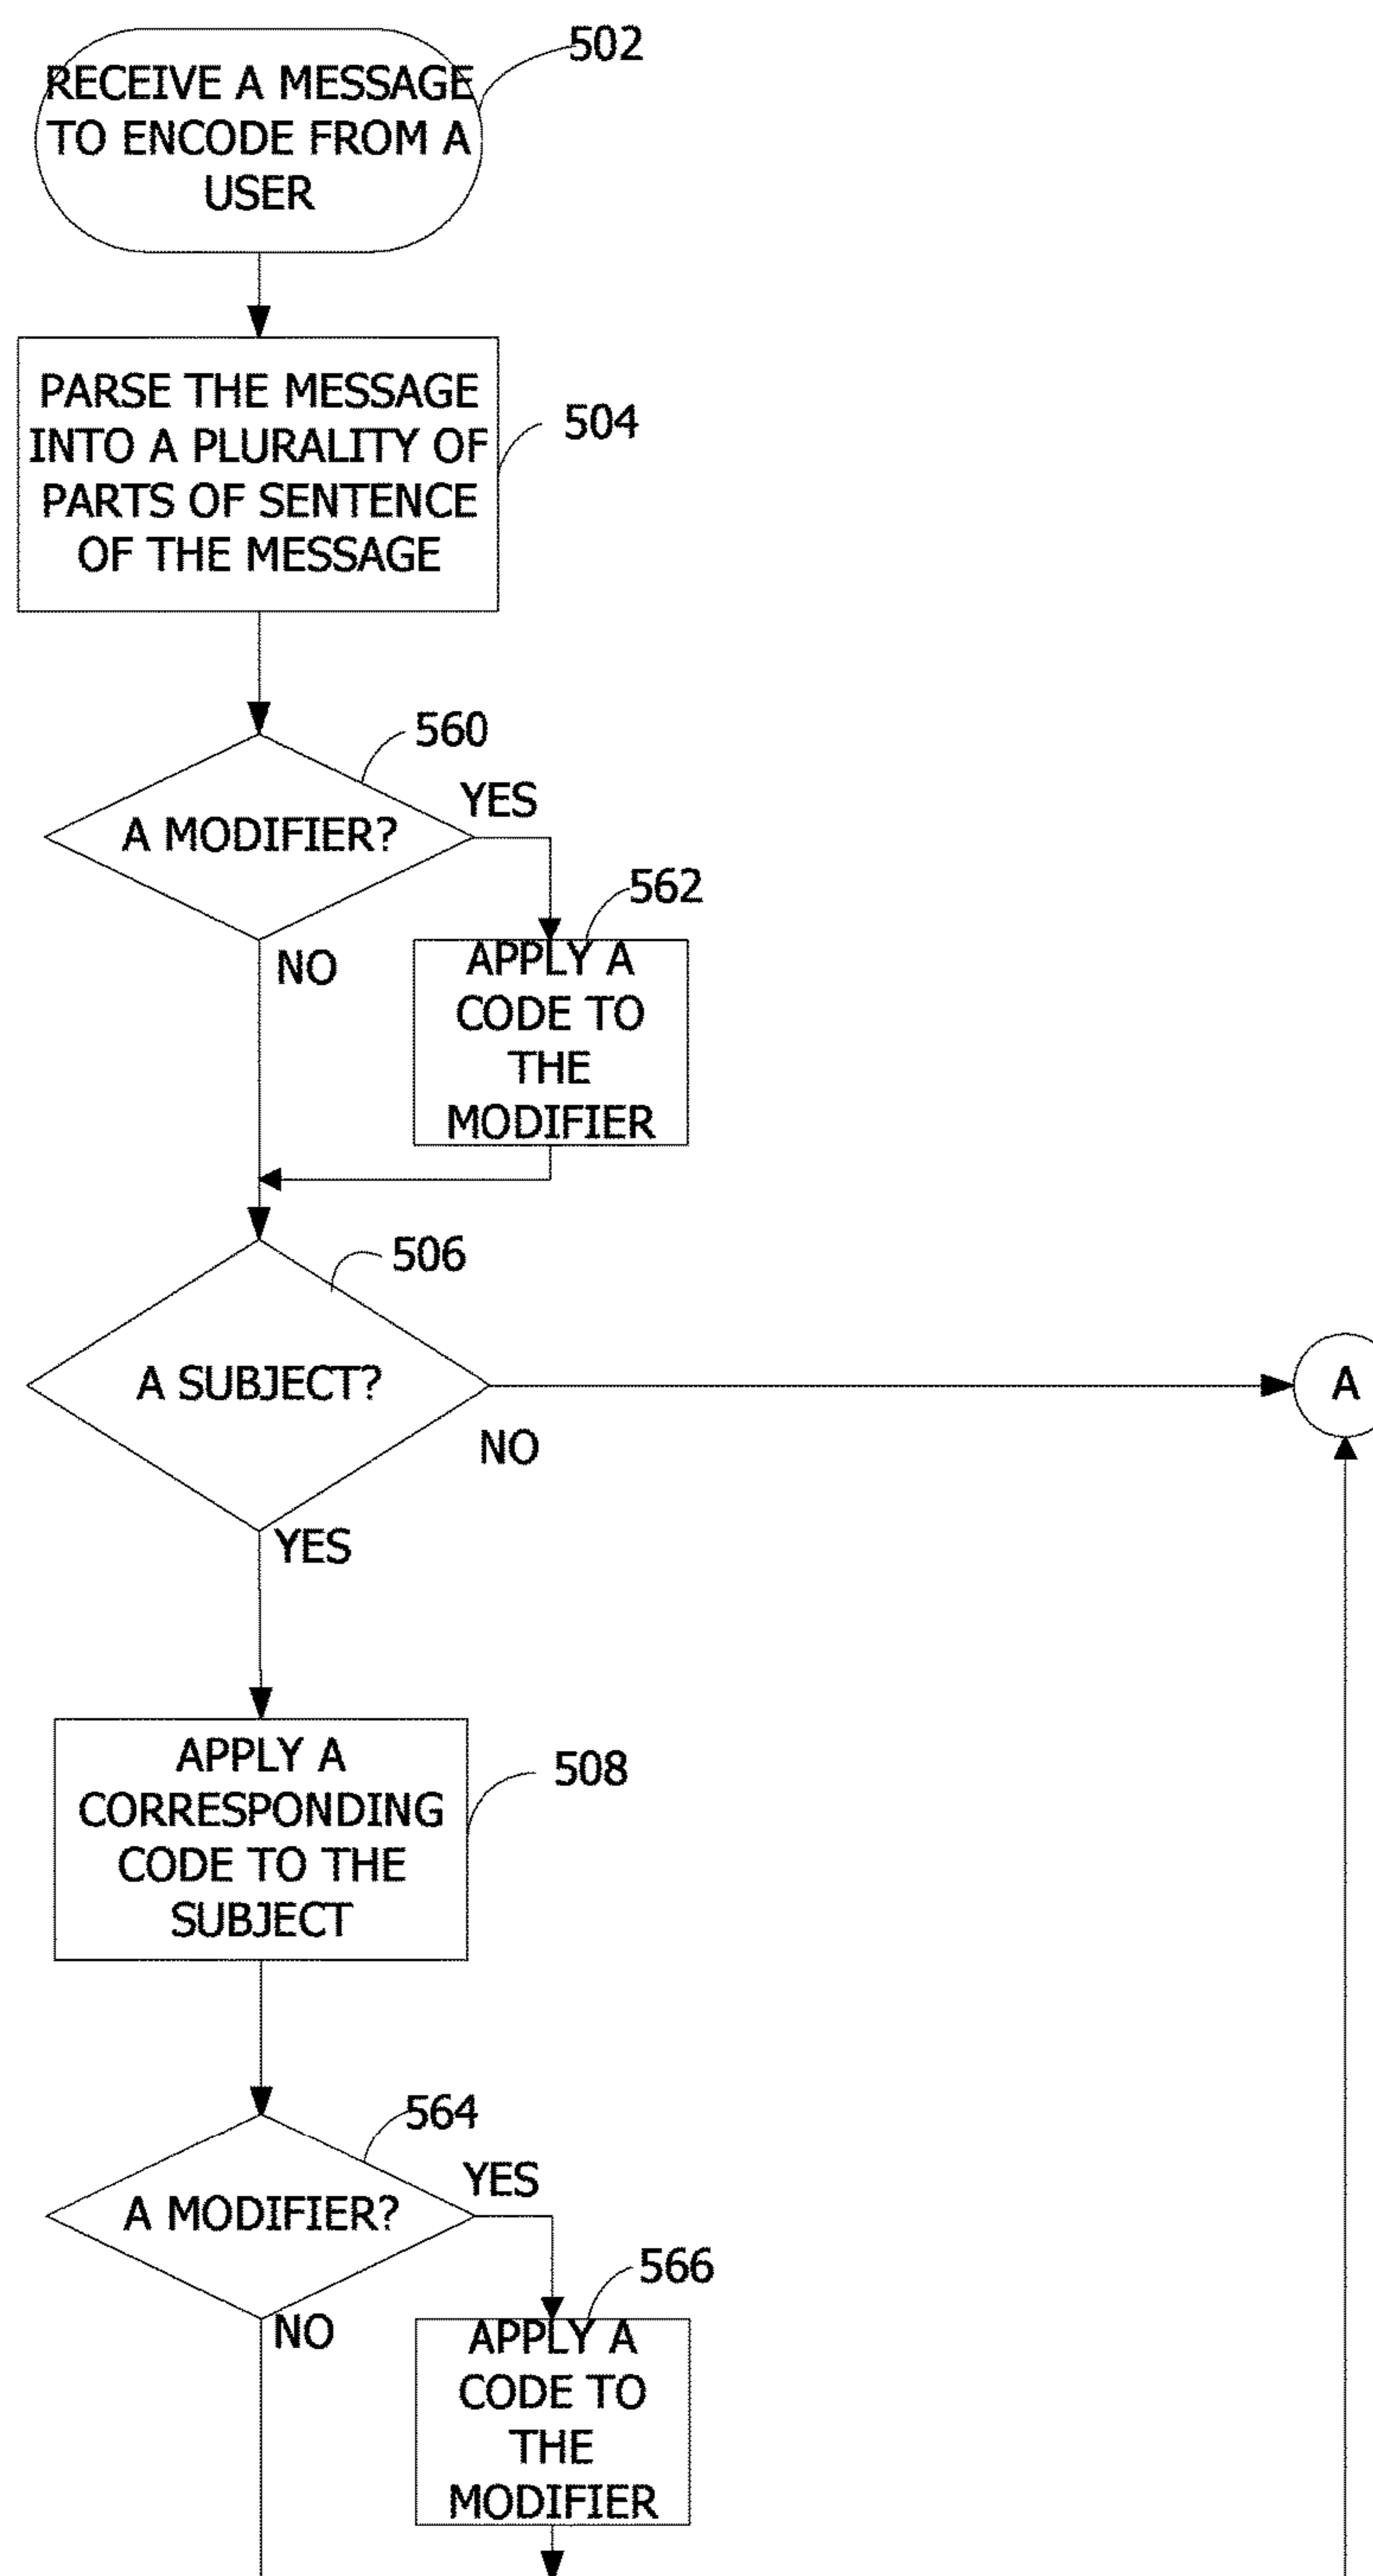 502
RECEIVE A MESSAGE
TO ENCODE FROM A
USER
PARSE THE MESSAGE
INTO A PLURALITY OF
PARTS OF SENTENCE
OF THE MESSAGE
504
560
YES
A MODIFIER?
562
NO
APPLY A
CODE TO
THE
MODIFIER
506
A SUBJECT?
A
NO
YES
APPLY A
CORRESPONDING
CODE TO THE
SUBJECT
508
564
YES
A MODIFIER?
566
NO
APPLY A
CODE TO
THE
MODIFIER